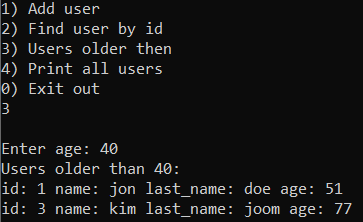 1) Add user
2) Find user by id
3) Users older then
4) Print all users
0) Exit out
3
Enter age: 40
Users older than 40:
id: 1 name: jon last_name: doe age: 51
id: 3 name: kim last_name: joom age: 77